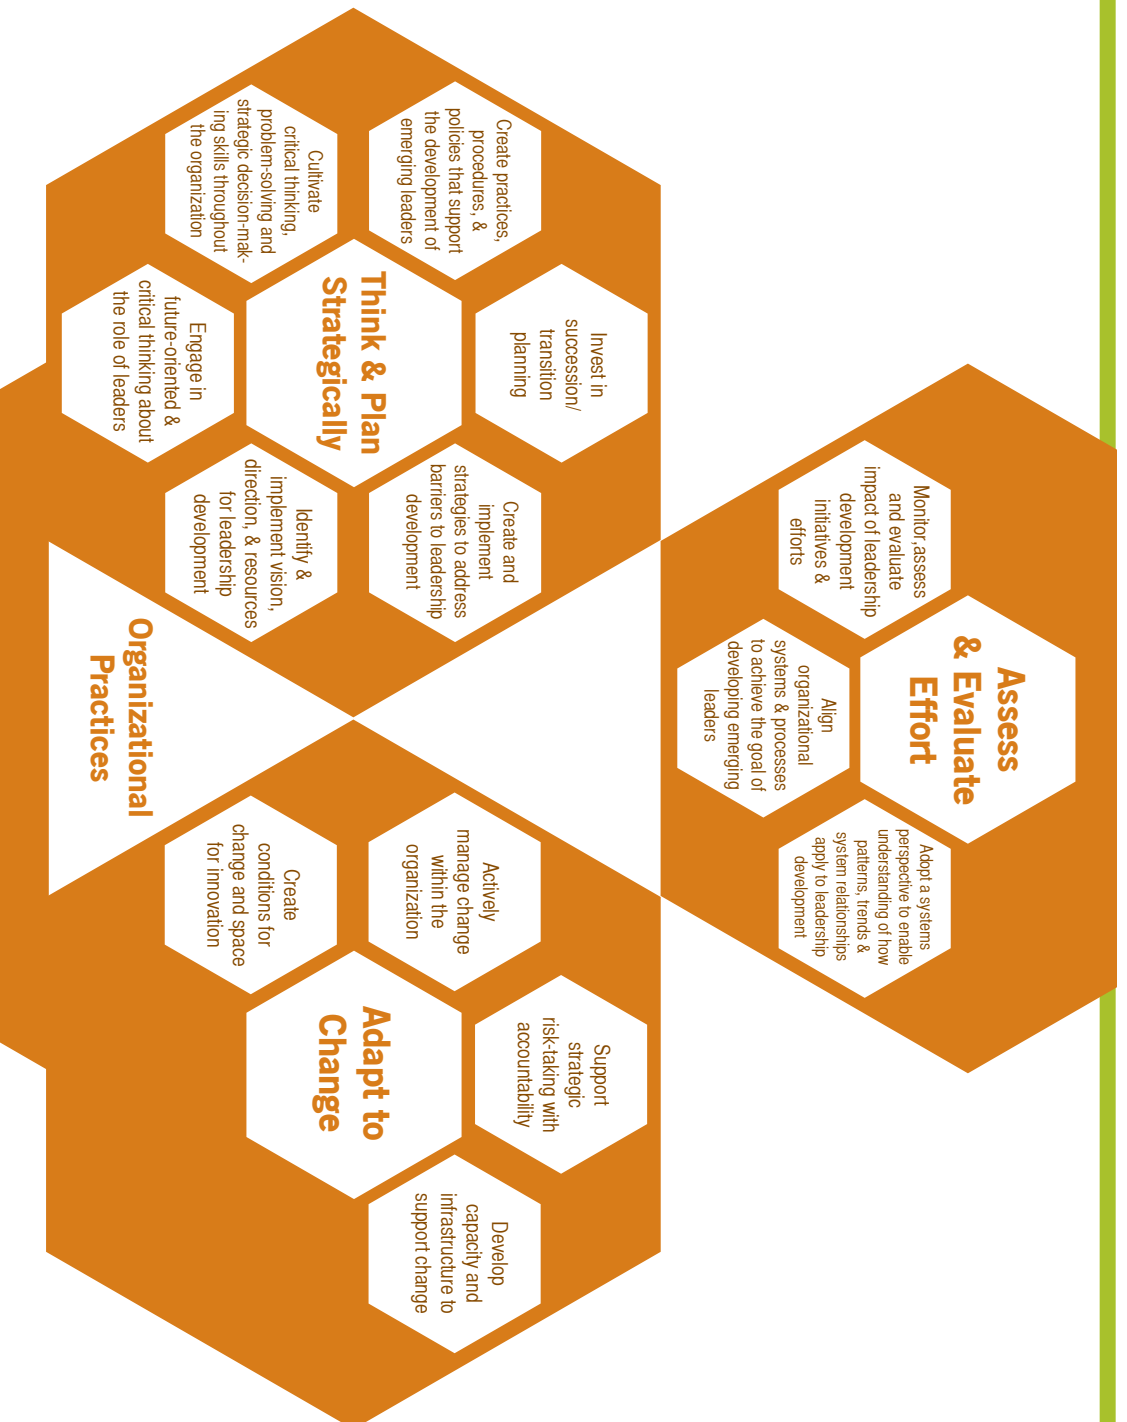 Assess
& Evaluate
Effort
Monitor,assess
and evaluate
impact of leadership
development
initiatives &
efforts
Align
organizational
systems & processes
to achieve the goal of
developing emerging
leaders
Adopt a systems
perspective to enable
understanding of how
patterns, trends &
system relationships
apply to leadership
development
Think & Plan
Strategically
Invest in
succession/
transition
planning
Create practices,
procedures, &
policies that support
the development of
emerging leaders
Create and
implement
strategies to address
barriers to leadership
development
Cultivate
critical thinking,
problem-solving and
strategic decision-mak-
ing skills throughout
the organization
Identify &
implement vision,
direction, & resources
for leadership
development
Engage in
future-oriented &
critical thinking about
the role of leaders
Adapt to
Change
Support
strategic
risk-taking with
accountability
Actively
manage change
within the
organization
Develop
capacity and
infrastructure to
support change
Create
conditions for
change and space
for innovation
Organizational
Practices